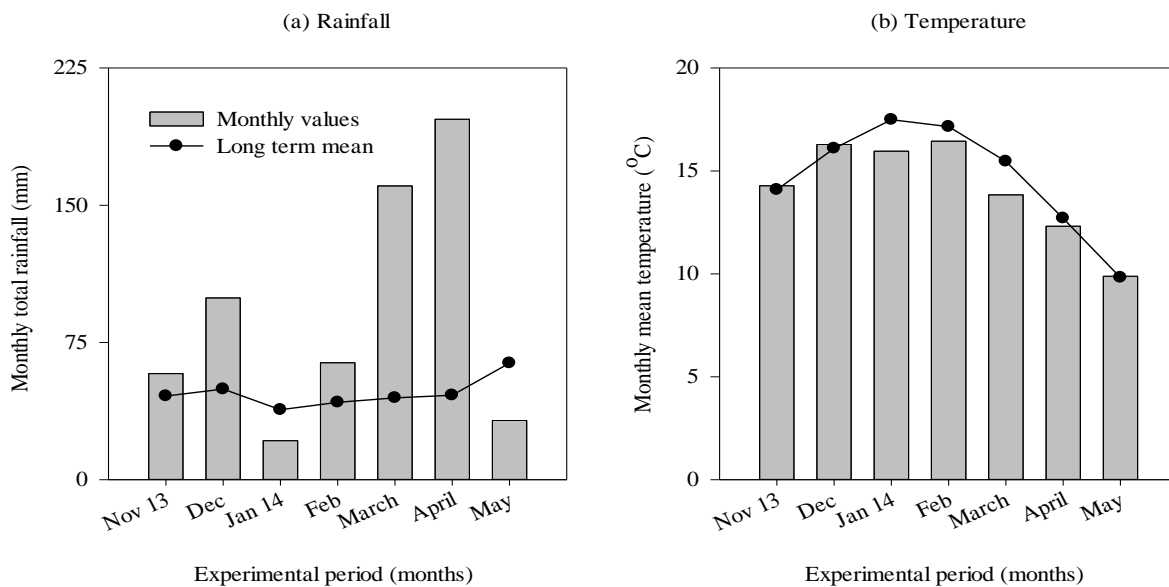 (a) Rainfall
Monthly total rainfall (mm)
225
150
75
0
Monthly values
Long term mean
Nov 13
Dec
Jan 14
Feb
March
April
May
Experimental period (months)
(b) Temperature
Monthly mean temperature (⁰C)
20
15
10
5
0
Nov 13
Dec
Jan 14
Feb
March
April
May
Experimental period (months)